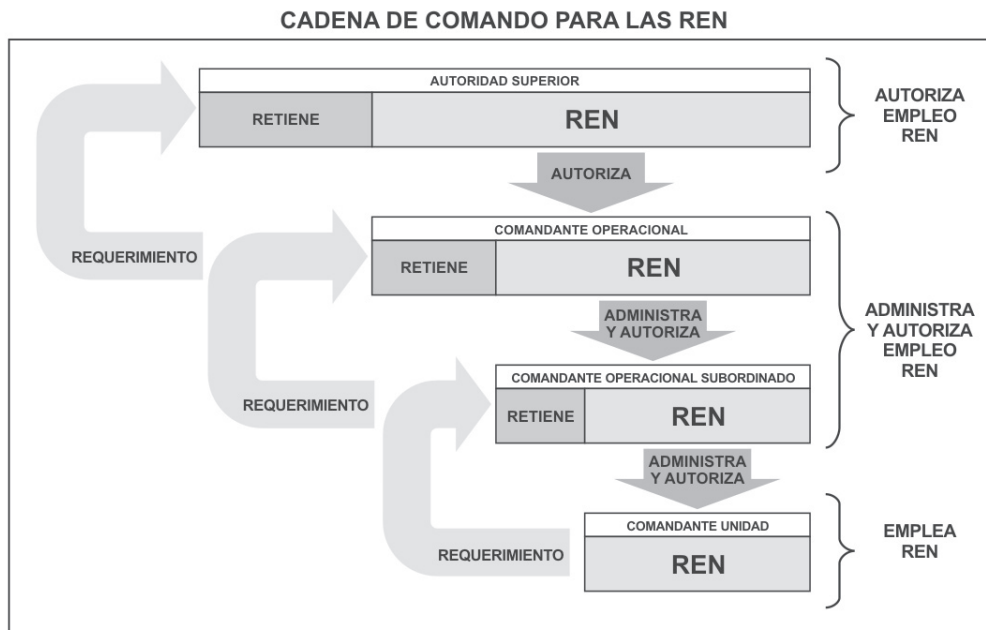 CADENA DE COMANDO PARA LAS REN
AUTORIDAD SUPERIOR
RETIENE
REN
AUTORIZA
EMPLEO
REN
AUTORIZA
REQUERIMIENTO
COMANDANTE OPERACIONAL
RETIENE
REN
ADMINISTRA
Y AUTORIZA
EMPLEO
REN
ADMINISTRA
Y AUTORIZA
REQUERIMIENTO
COMANDANTE OPERACIONAL SUBORDINADO
RETIENE
REN
ADMINISTRA
Y AUTORIZA
REQUERIMIENTO
COMANDANTE UNIDAD
REN
EMPLEA
REN